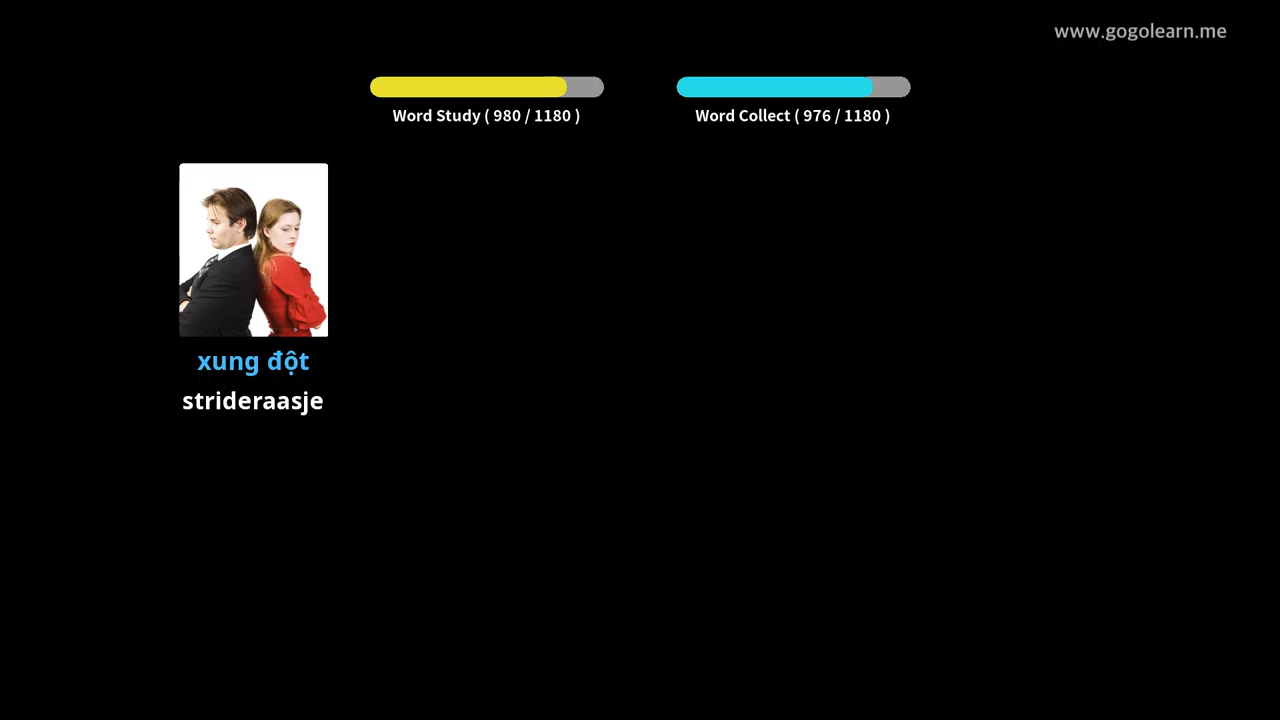 www.gogolearn.me
Word Study ( 980 / 1180 )
Word Collect ( 976 / 1180 )
xung đột
strideraasje